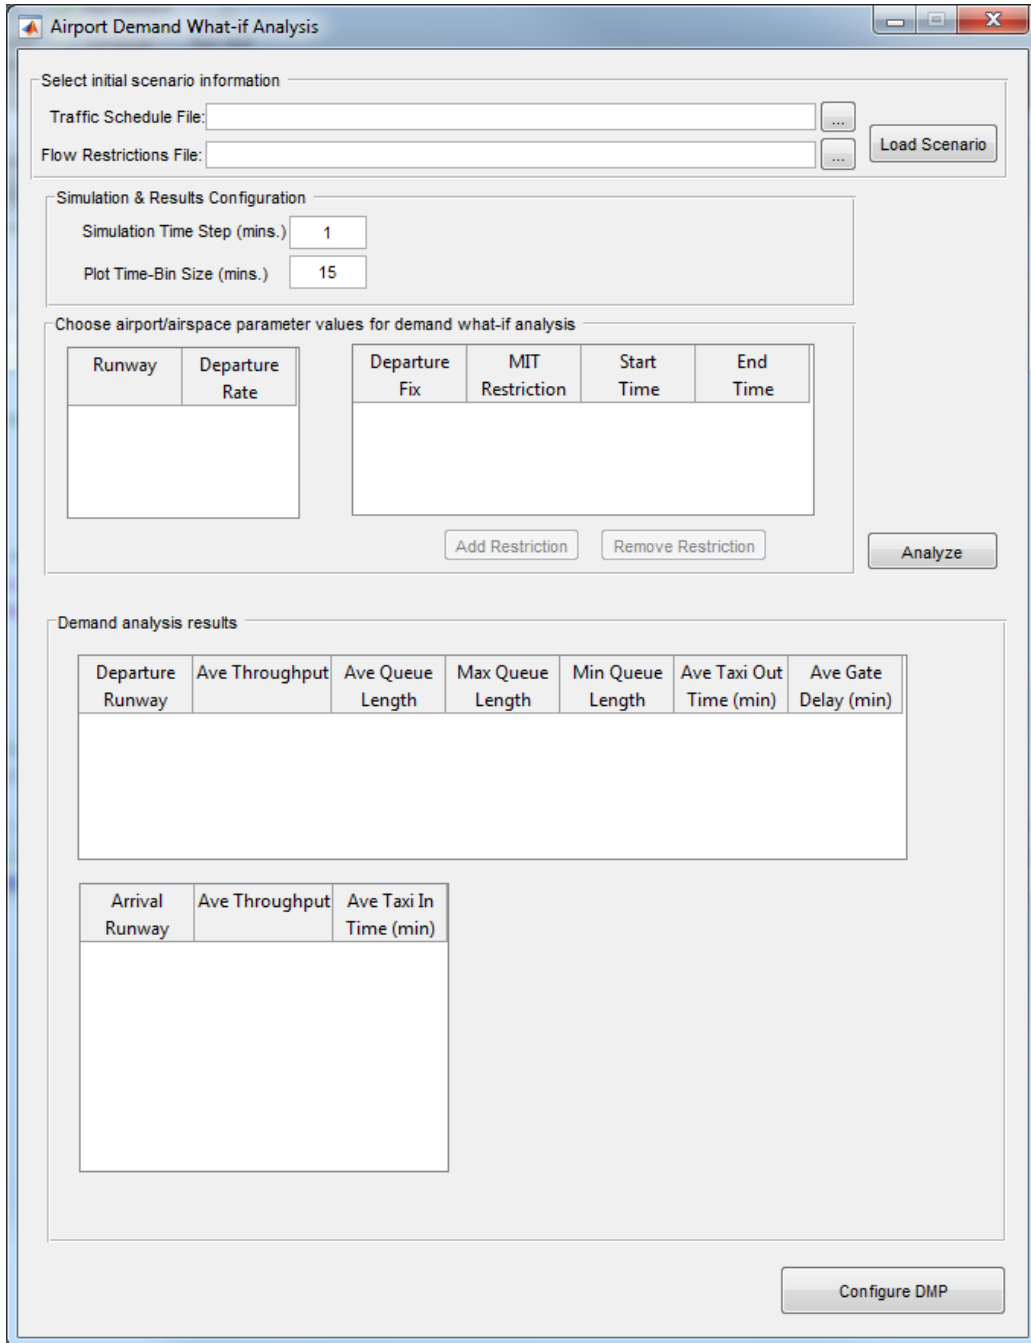 Airport Demand What-if Analysis
Select initial scenario information
Traffic Schedule File:
...
Flow Restrictions File:
...
Load Scenario
Simulation & Results Configuration
Simulation Time Step (mins.) 1
Plot Time-Bin Size (mins.) 15
Choose airport/airspace parameter values for demand what-if analysis
Runway Departure
Rate
Departure MIT Start End
Fix Restriction Time Time
Add Restriction Remove Restriction
Analyze
Demand analysis results
Departure Ave Throughput Ave Queue Max Queue Min Queue Ave Taxi Out Ave Gate
Runway Length Length Length Time (min) Delay (min)
Arrival Ave Throughput Ave Taxi In
Runway Time (min)
Configure DMP